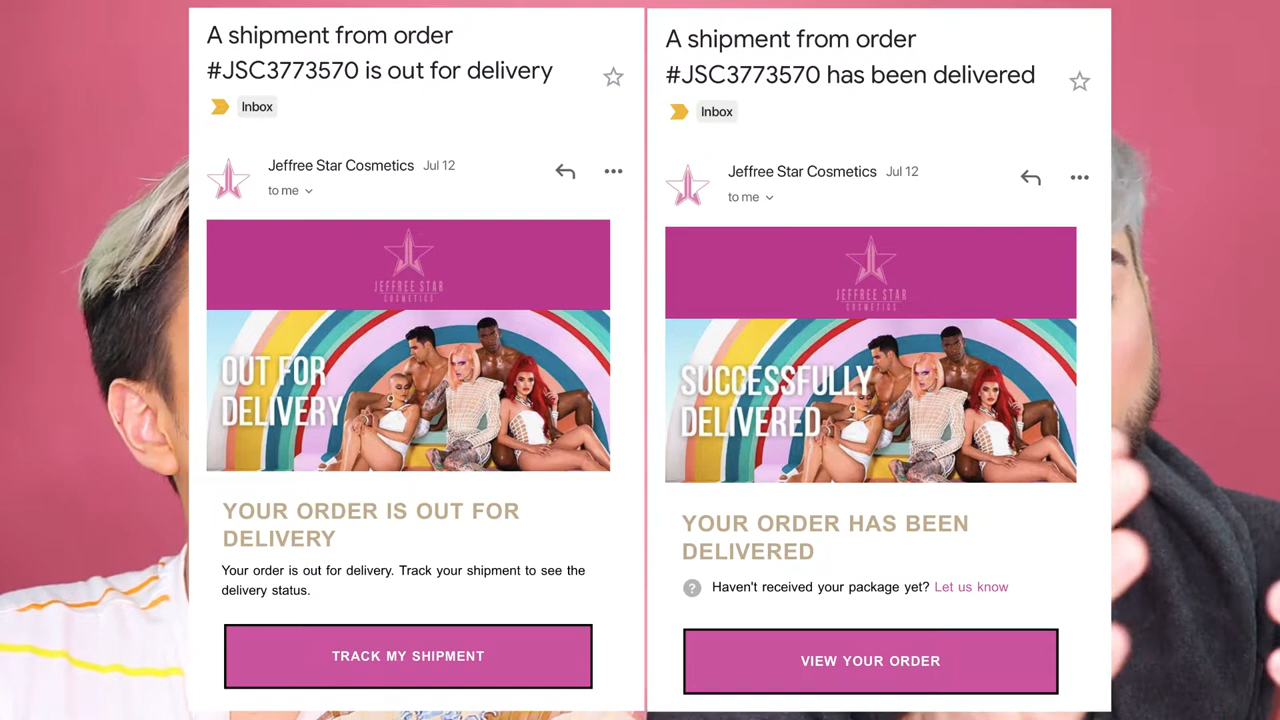 A shipment from order
#JSC3773570 is out for delivery
Inbox
Jeffree Star Cosmetics Jul 12
to me
JEFFREE STAR
COSMETICS
OUT FOR
DELIVERY
YOUR ORDER IS OUT FOR
DELIVERY
Your order is out for delivery. Track your shipment to see the
delivery status.
TRACK MY SHIPMENT
A shipment from order
#JSC3773570 has been delivered
Inbox
Jeffree Star Cosmetics Jul 12
to me
JEFFREE STAR
COSMETICS
SUCCESSFULLY
DELIVERED
YOUR ORDER HAS BEEN
DELIVERED
? Haven't received your package yet? Let us know
VIEW YOUR ORDER